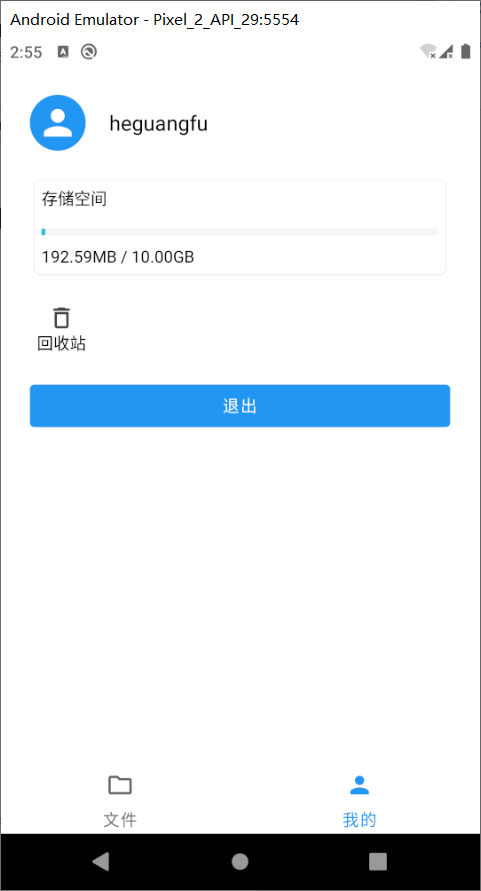 Android Emulator - Pixel_2_API_29:5554
2:55
heguangfu
存储空间
192.59MB / 10.00GB
回收站
退出
文件
我的